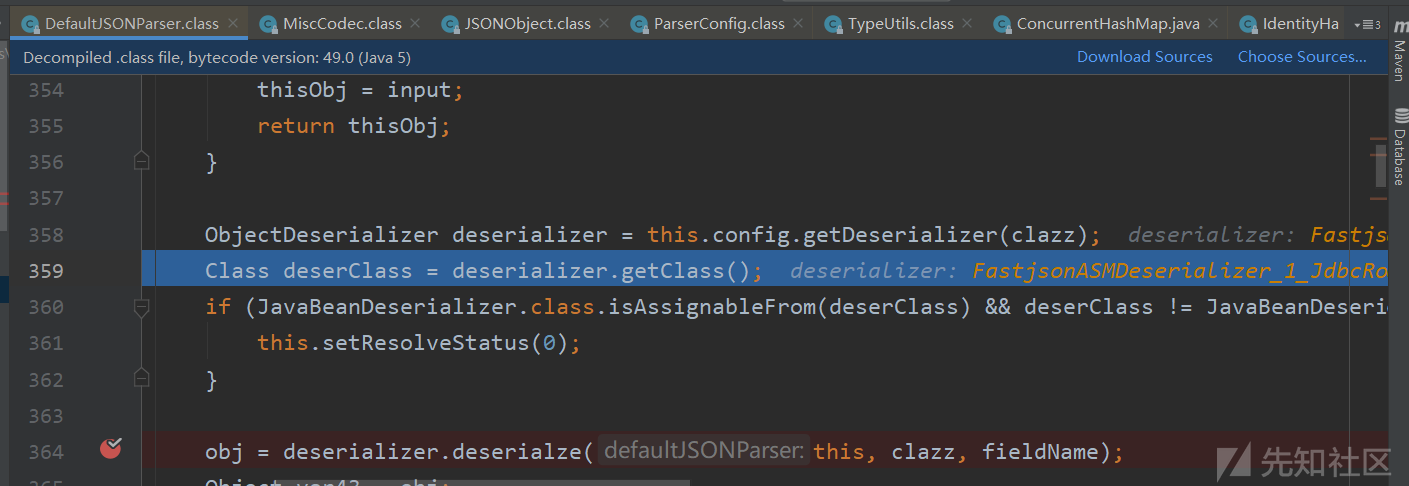 DefaultJSONParser.class MiscCodec.class JSONObject.class ParserConfig.class TypeUtils.class ConcurrentHashMap.java IdentityHa 3
Decompiled .class file, bytecode version: 49.0 (Java 5) Download Sources Choose Sources...
Maven
Database
354 thisObj = input;
355 return thisObj;
356 }
357
358 ObjectDeserializer deserializer = this.config.getDeserializer(clazz); deserializer: Fastjs
359 Class deserClass = deserializer.getClass(); deserializer: FastjsonASMDeserializer_1_JdbcRo
360 if (JavaBeanDeserializer.class.isAssignableFrom(deserClass) && deserClass != JavaBeanDeseri
361 this.setResolveStatus(0);
362 }
363
364 obj = deserializer.deserialze( defaultJSONParser: this, clazz, fieldName);
365 Object var43 = obj;
先知社区